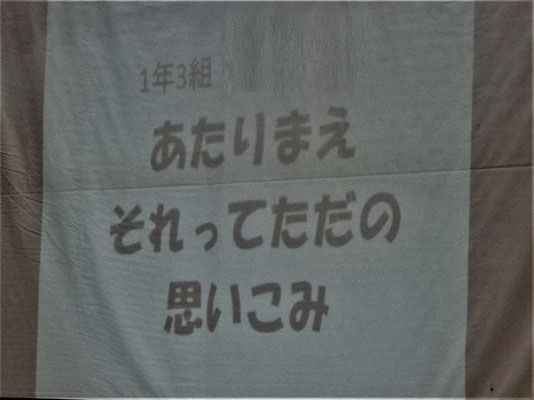 1年3組
あたりまえ
それってただの
思いこみ